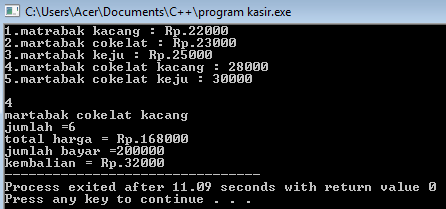 C:\Users\Acer\Documents\C++\program kasir.exe
1.matrabak kacang : Rp.22000
2.martabak cokelat : Rp.23000
3.martabak keju : Rp.25000
4.martabak cokelat kacang : 28000
5.martabak cokelat keju : 30000
4
martabak cokelat kacang
jumlah =6
total harga = Rp.168000
jumlah bayar =200000
kembalian = Rp.32000
--------------------------------
Process exited after 11.09 seconds with return value 0
Press any key to continue . . .